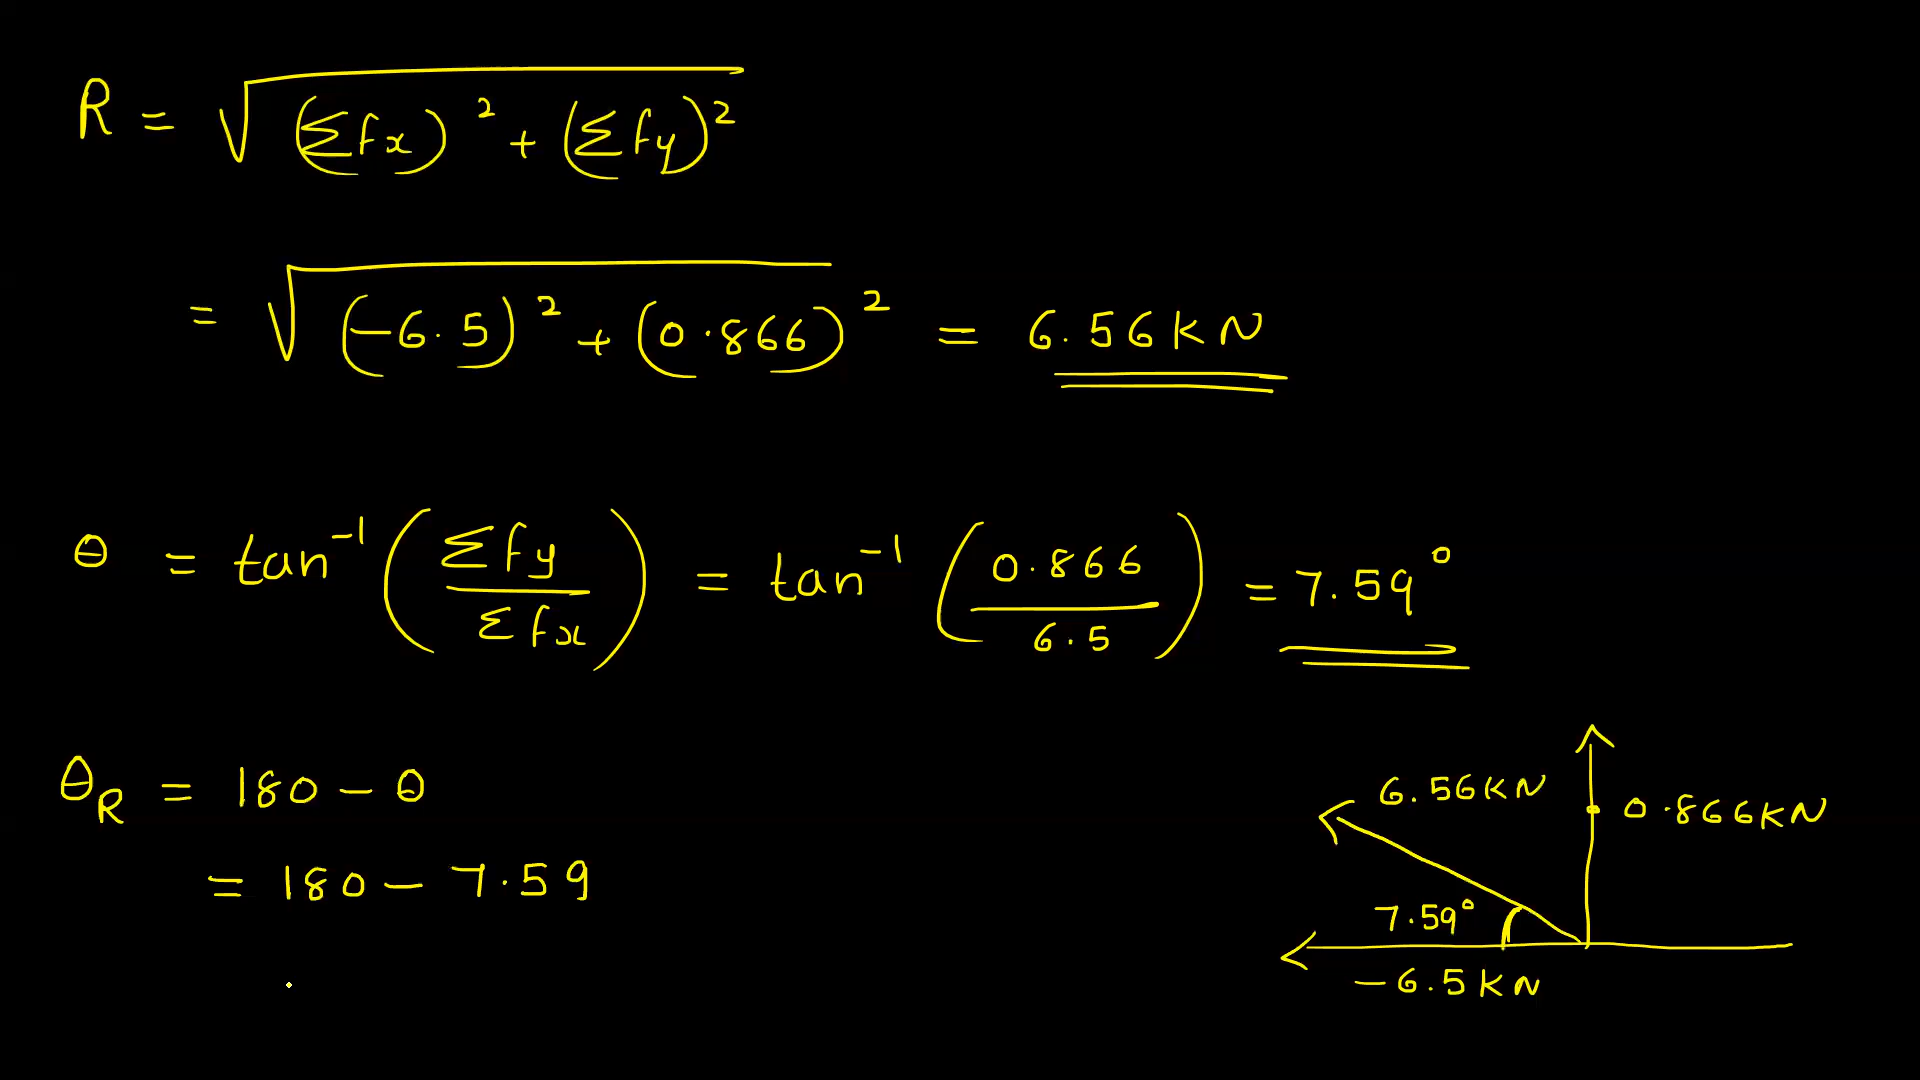 R = √(Σfx)² + (Σfy)²
= √(-6.5)² + (0.866)² = 6.56KN
θ = tan⁻¹(Σfy/Σfx) = tan⁻¹(0.866/6.5) = 7.59°
θR = 180 - θ
= 180 - 7.59
6.56KN
0.866KN
7.59°
-6.5KN